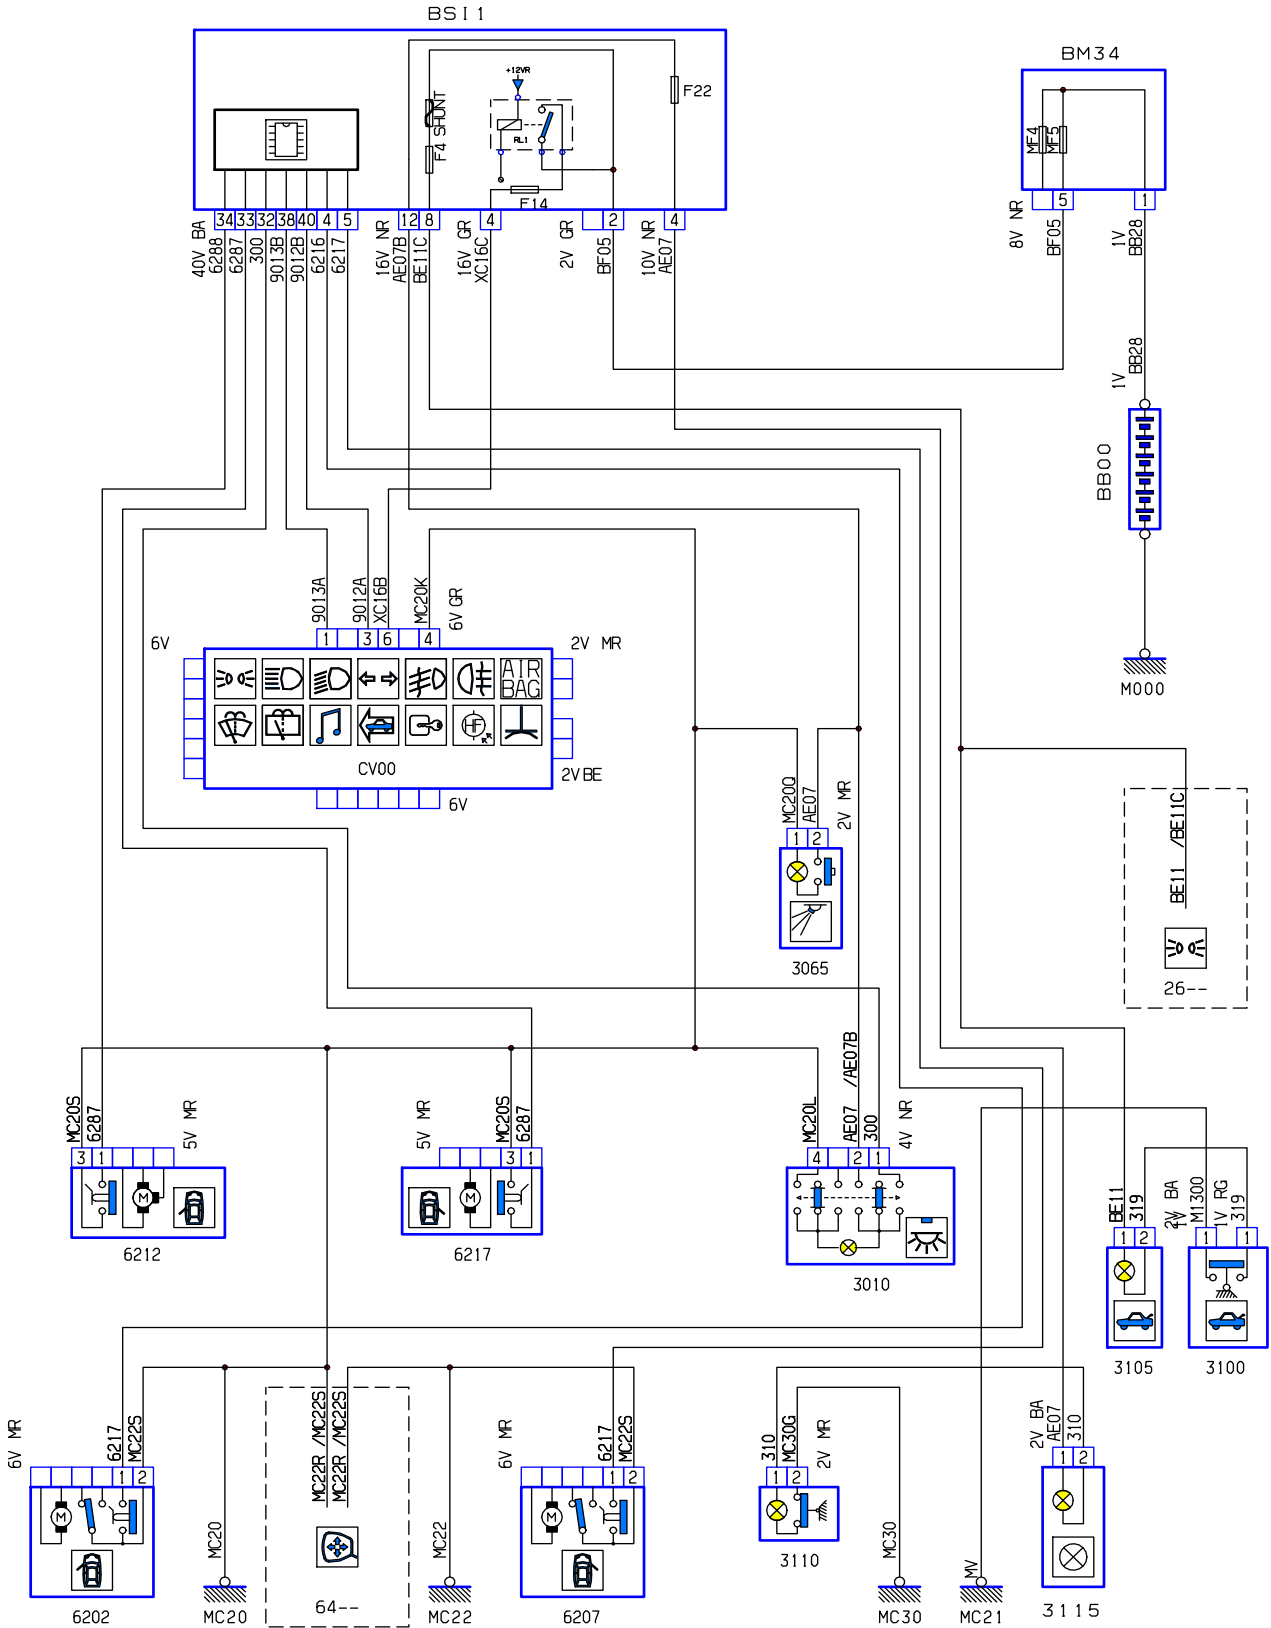 BSI1
BM34
+12VR
F22
F4 SHUNT
RL1
F14
MF4
MF5
34 33 32 38 40 4 5
12 8
4
2
4
5
1
40V BA
6288
6287
300
9013B
9012B
6216
6217
16V NR
AE07B
BE11C
16V GR
XC16C
2V GR
BF05
10V NR
AE07
8V NR
BF05
1V
BB28
1V
BB28
BB00
M000
9013A
9012A
XC16B
MC20K
6V GR
6V
1 3 6 4
2V MR
AIR
BAG
HF
CV00
2V BE
6V
MC20Q
AE07
2V MR
1 2
3065
BE11 /BE11C
26--
MC20S
6287
5V MR
3 1
M
6212
5V MR
MC20S
6287
3 1
M
6217
MC20L
AE07 /AE07B
300
4V NR
4 2 1
3010
BE11
319
2V BA
1V
M1300
1V RG
319
1 2
1 1
3105
3100
6V MR
6217
MC22S
1 2
M
6202
MC20
MC20
MC22R /MC22S
MC22R /MC22S
64--
MC22
MC22
6V MR
6217
MC22S
1 2
M
6207
310
MC30G
2V MR
1 2
3110
MC30
MC30
MV
MC21
2V BA
AE07
310
1 2
3115